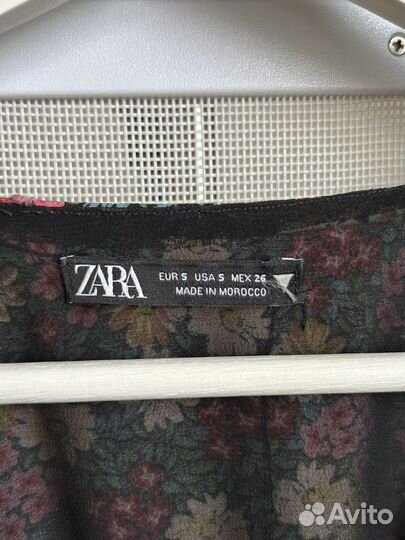 ZARA
EUR S USA S MEX 26
MADE IN MOROCCO
Avito